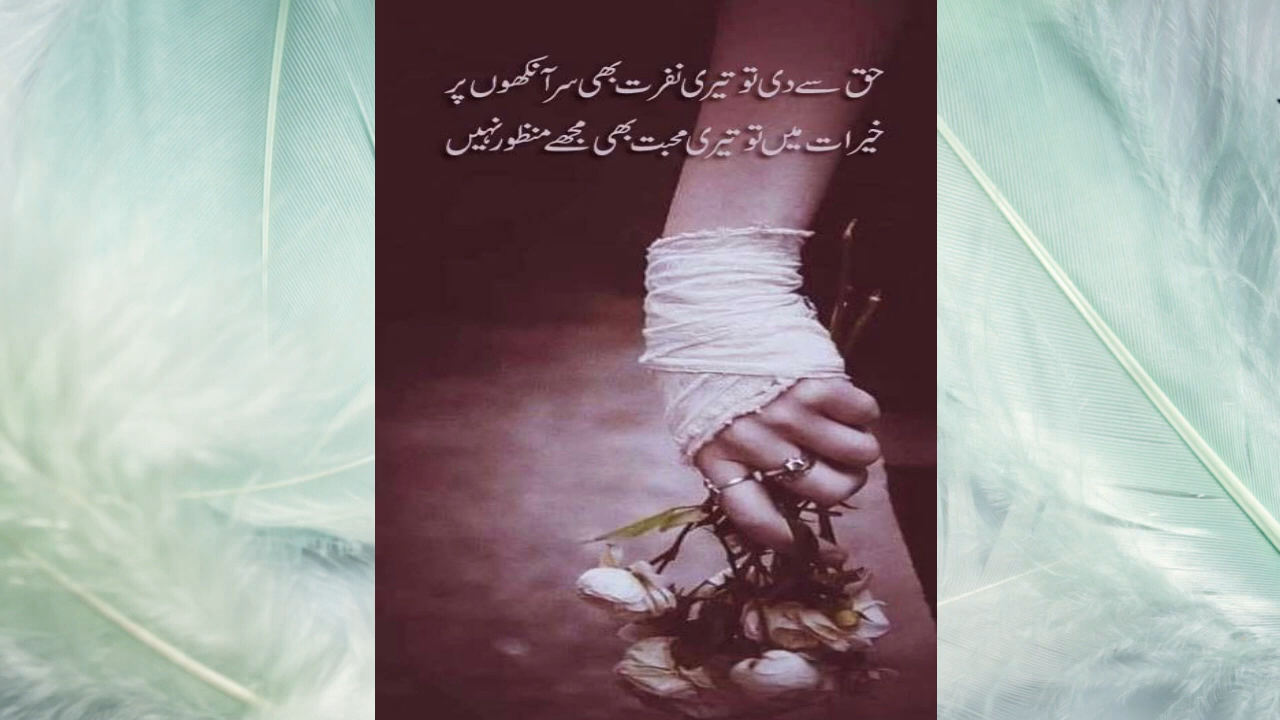 حق سے دی تو تیری نفرت بھی سر آنکھوں پر
خیرات میں تو تیری محبت بھی مجھے منظور نہیں